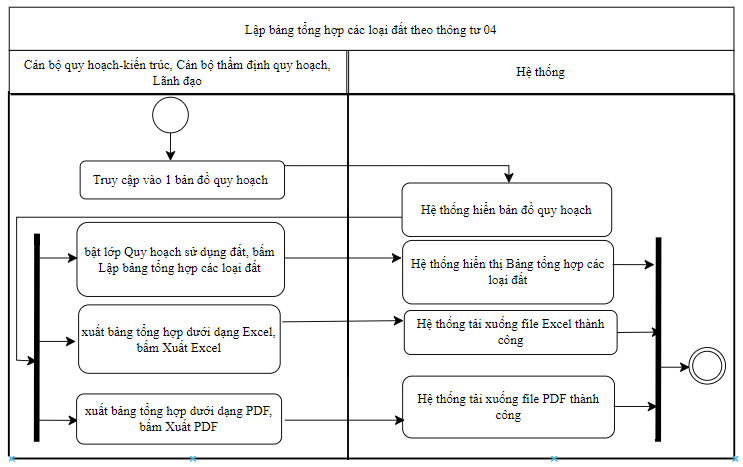 Lập bảng tổng hợp các loại đất theo thông tư 04
Cán bộ quy hoạch-kiến trúc, Cán bộ thẩm định quy hoạch,
Lãnh đạo
Hệ thống
Truy cập vào 1 bản đồ quy hoạch
Hệ thống hiển bản đồ quy hoạch
bật lớp Quy hoạch sử dụng đất, bấm
Lập bảng tổng hợp các loại đất
Hệ thống hiển thị Bảng tổng hợp các
loại đất
xuất bảng tổng hợp dưới dạng Excel,
bấm Xuất Excel
Hệ thống tải xuống file Excel thành
công
xuất bảng tổng hợp dưới dạng PDF,
bấm Xuất PDF
Hệ thống tải xuống file PDF thành
công